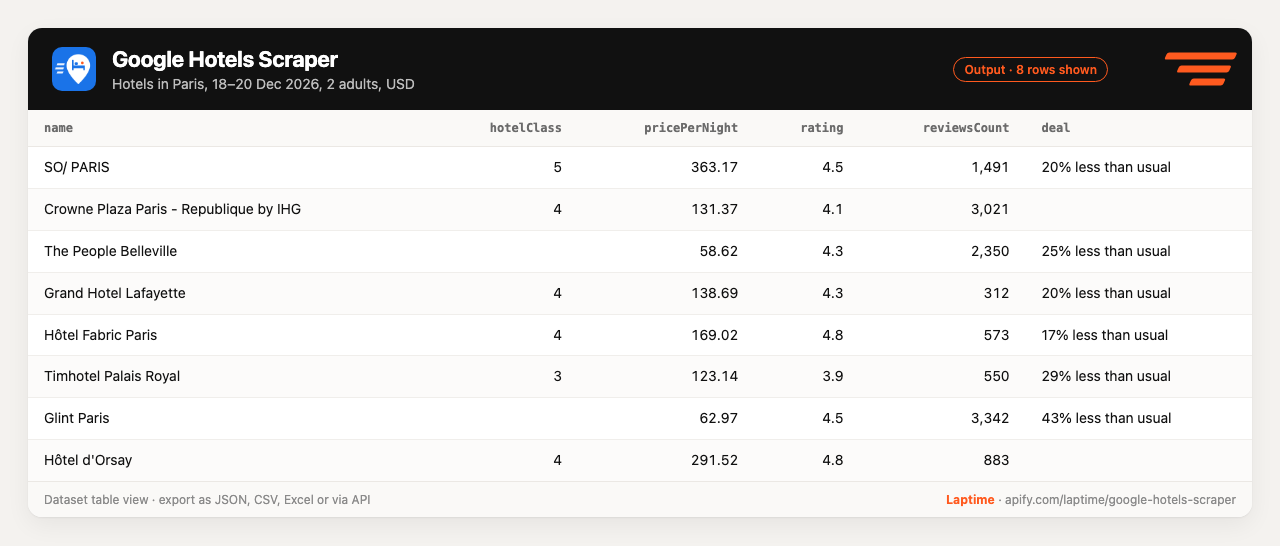 Google Hotels Scraper
Hotels in Paris, 18–20 Dec 2026, 2 adults, USD
Output · 8 rows shown
name hotelClass pricePerNight rating reviewsCount deal
SO/ PARIS 5 363.17 4.5 1,491 20% less than usual
Crowne Plaza Paris - Republique by IHG 4 131.37 4.1 3,021
The People Belleville 58.62 4.3 2,350 25% less than usual
Grand Hotel Lafayette 4 138.69 4.3 312 20% less than usual
Hôtel Fabric Paris 4 169.02 4.8 573 17% less than usual
Timhotel Palais Royal 3 123.14 3.9 550 29% less than usual
Glint Paris 62.97 4.5 3,342 43% less than usual
Hôtel d'Orsay 4 291.52 4.8 883
Dataset table view · export as JSON, CSV, Excel or via API
Laptime · apify.com/laptime/google-hotels-scraper